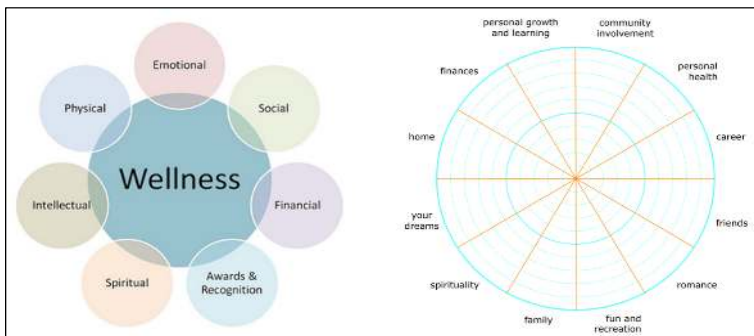 Emotional
Social
Financial
Awards &
Recognition
Spiritual
Intellectual
Physical
Wellness
personal growth
and learning
community
involvement
personal
health
career
friends
romance
fun and
recreation
family
spirituality
your
dreams
home
finances